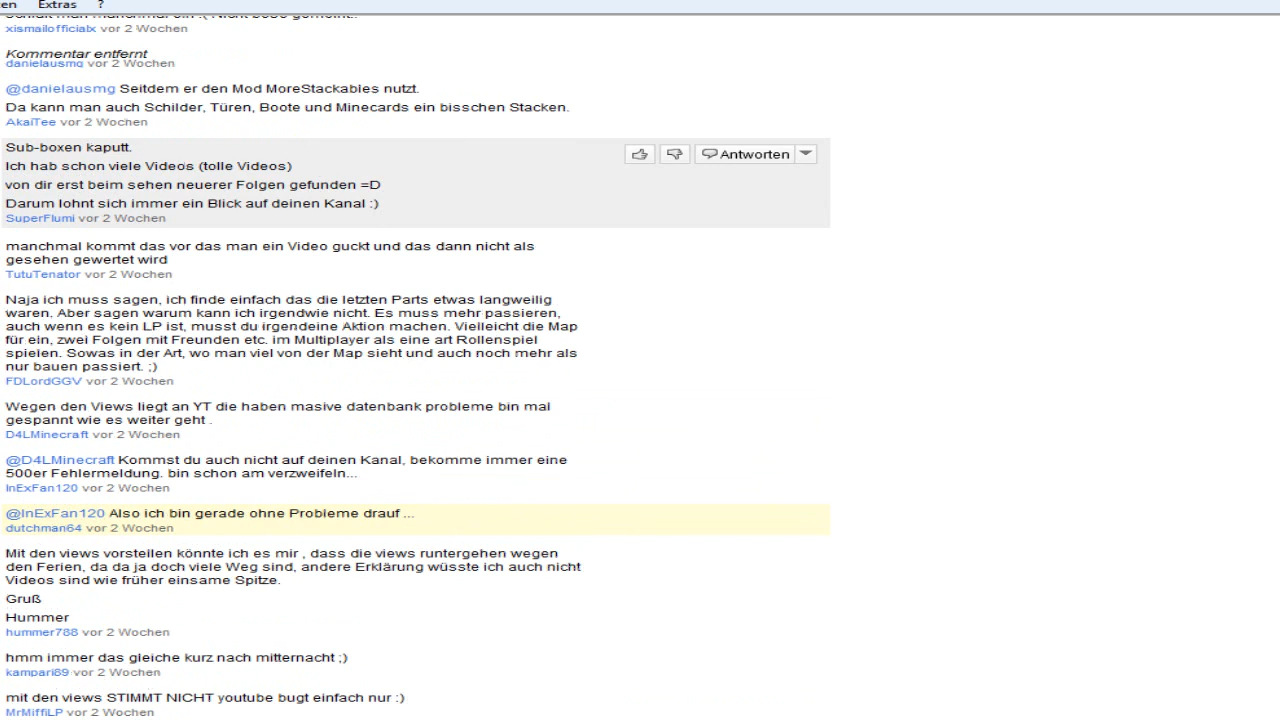 en Extras ?
xismailofficialx vor 2 Wochen
Kommentar entfernt
danielausmg vor 2 Wochen
@danielausmg Seitdem er den Mod MoreStackables nutzt.
Da kann man auch Schilder, Türen, Boote und Minecards ein bisschen Stacken.
AkaiTee vor 2 Wochen
Sub-boxen kaputt.
Antworten
Ich hab schon viele Videos (tolle Videos)
von dir erst beim sehen neuerer Folgen gefunden =D
Darum lohnt sich immer ein Blick auf deinen Kanal :)
SuperFlumi vor 2 Wochen
manchmal kommt das vor das man ein Video guckt und das dann nicht als
gesehen gewertet wird
TutuTenator vor 2 Wochen
Naja ich muss sagen, ich finde einfach das die letzten Parts etwas langweilig
waren. Aber sagen warum kann ich irgendwie nicht. Es muss mehr passieren,
auch wenn es kein LP ist, musst du irgendeine Aktion machen. Vielleicht die Map
für ein, zwei Folgen mit Freunden etc. im Multiplayer als eine art Rollenspiel
spielen. Sowas in der Art, wo man viel von der Map sieht und auch noch mehr als
nur bauen passiert. ;)
FDLordGGV vor 2 Wochen
Wegen den Views liegt an YT die haben masive datenbank probleme bin mal
gespannt wie es weiter geht .
D4LMinecraft vor 2 Wochen
@D4LMinecraft Kommst du auch nicht auf deinen Kanal, bekomme immer eine
500er Fehlermeldung. bin schon am verzweifeln...
InExFan120 vor 2 Wochen
@InExFan120 Also ich bin gerade ohne Probleme drauf ...
dutchman64 vor 2 Wochen
Mit den views vorstellen könnte ich es mir , dass die views runtergehen wegen
den Ferien, da da ja doch viele Weg sind, andere Erklärung wüsste ich auch nicht
Videos sind wie früher einsame Spitze.
Gruß
Hummer
hummer788 vor 2 Wochen
hmm immer das gleiche kurz nach mitternacht ;)
kampari89 vor 2 Wochen
mit den views STIMMT NICHT youtube bugt einfach nur :)
MrMiffiLP vor 2 Wochen